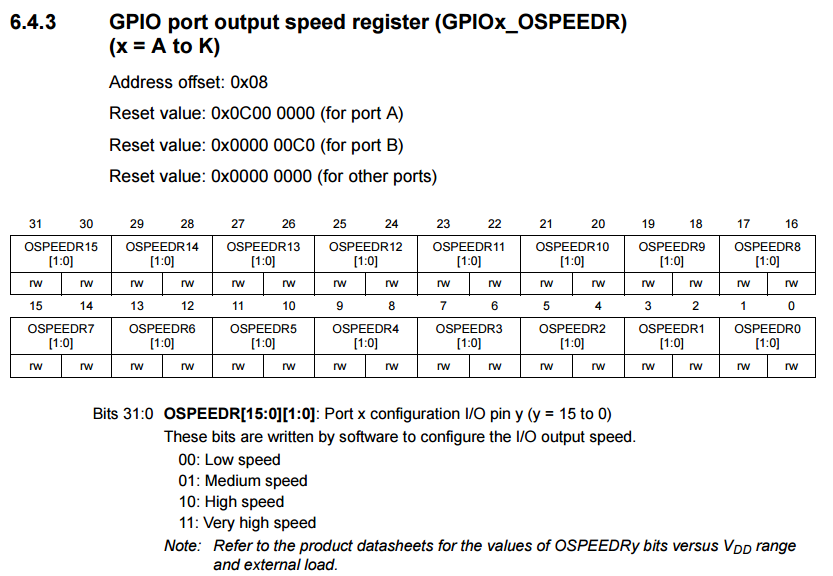 6.4.3 GPIO port output speed register (GPIOx_OSPEEDR)
(x = A to K)
Address offset: 0x08
Reset value: 0x0C00 0000 (for port A)
Reset value: 0x0000 00C0 (for port B)
Reset value: 0x0000 0000 (for other ports)
31 30 29 28 27 26 25 24 23 22 21 20 19 18 17 16
OSPEEDR15 OSPEEDR14 OSPEEDR13 OSPEEDR12 OSPEEDR11 OSPEEDR10 OSPEEDR9 OSPEEDR8
[1:0] [1:0] [1:0] [1:0] [1:0] [1:0] [1:0] [1:0]
rw rw rw rw rw rw rw rw rw rw rw rw rw rw rw rw
15 14 13 12 11 10 9 8 7 6 5 4 3 2 1 0
OSPEEDR7 OSPEEDR6 OSPEEDR5 OSPEEDR4 OSPEEDR3 OSPEEDR2 OSPEEDR1 OSPEEDR0
[1:0] [1:0] [1:0] [1:0] [1:0] [1:0] [1:0] [1:0]
rw rw rw rw rw rw rw rw rw rw rw rw rw rw rw rw
Bits 31:0 OSPEEDR[15:0][1:0]: Port x configuration I/O pin y (y = 15 to 0)
These bits are written by software to configure the I/O output speed.
00: Low speed
01: Medium speed
10: High speed
11: Very high speed
Note: Refer to the product datasheets for the values of OSPEEDRy bits versus VDD range
and external load.